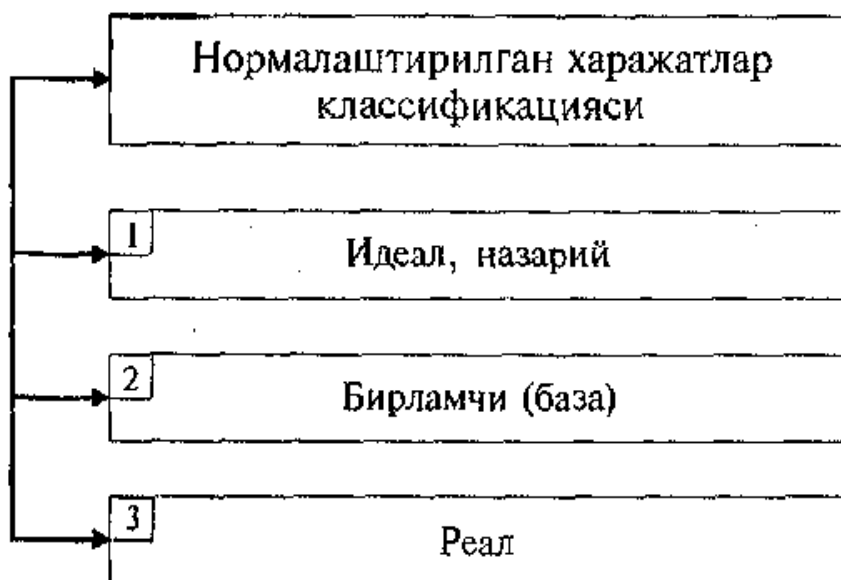 Нормалаштирилган харажатлар
классификацияси
1
Идеал, назарий
2
Бирламчи (база)
3
Реал